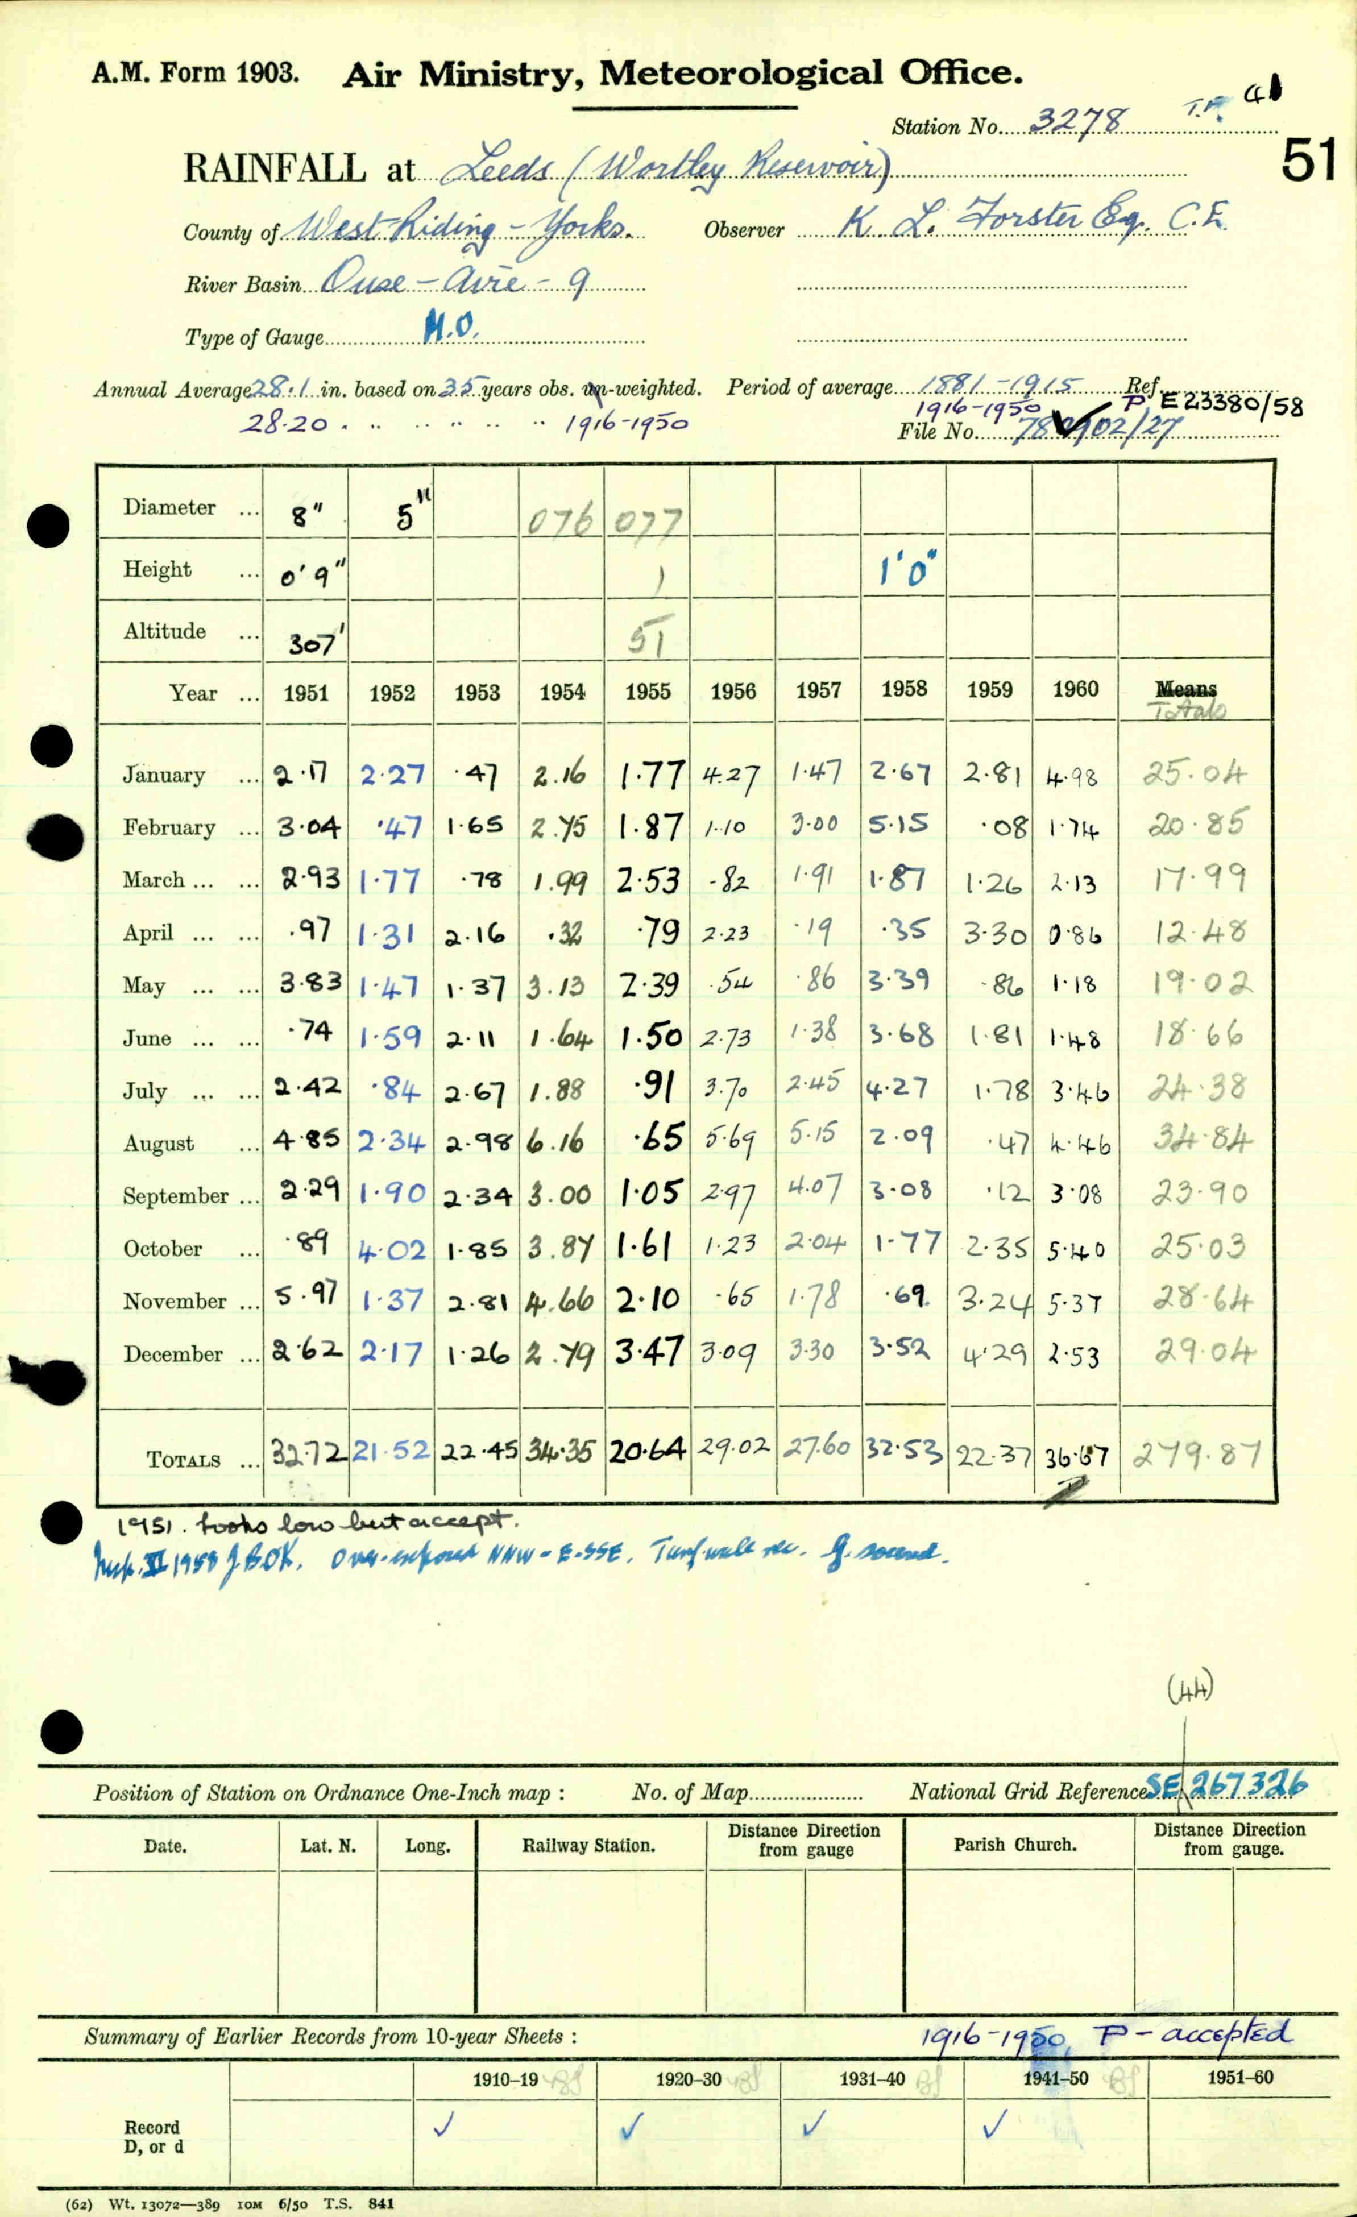 A.M. Form 1903. Air Ministry, Meteorological Office.
Station No. 3278 T.P. 41
51
RAINFALL at Leeds (Wortley Reservoir)
County of West Riding - Yorks. Observer K. L. Forster Esq. C.E.
River Basin Ouse - Aire - 9
Type of Gauge M.O.
Annual Average 28.1 in. based on 35 years obs. un-weighted. Period of average 1881-1915 Ref.
28.20 . " " " " " 1916-1950 1916-1950 P E23380/58
File No. /27
Diameter ... 8" 5" 076 077
Height ... 0'9" 1 1'0"
Altitude ... 307' 51
Year ... 1951 1952 1953 1954 1955 1956 1957 1958 1959 1960 Means
Totals
January ... 2.17 2.27 .47 2.16 1.77 4.27 1.47 2.67 2.81 4.98 25.04
February ... 3.04 .47 1.65 2.75 1.87 1.10 3.00 5.15 .08 1.74 20.85
March ... ... 2.93 1.77 .78 1.99 2.53 .82 1.91 1.87 1.26 2.13 17.99
April ... ... .97 1.31 2.16 .32 .79 2.23 .19 .35 3.30 0.86 12.48
May ... ... 3.83 1.47 1.37 3.13 2.39 .54 .86 3.39 .86 1.18 19.02
June ... ... .74 1.59 2.11 1.64 1.50 2.73 1.38 3.68 1.81 1.48 18.66
July ... ... 2.42 .84 2.67 1.88 .91 3.70 2.45 4.27 1.78 3.46 24.38
August ... 4.85 2.34 2.98 6.16 .65 5.69 5.15 2.09 .47 4.46 34.84
September ... 2.29 1.90 2.34 3.00 1.05 2.97 4.07 3.08 .12 3.08 23.90
October ... .89 4.02 1.85 3.87 1.61 1.23 2.04 1.77 2.35 5.40 25.03
November ... 5.97 1.37 2.81 4.66 2.10 .65 1.78 .69 3.24 5.37 28.64
December ... 2.62 2.17 1.26 2.79 3.47 3.09 3.30 3.52 4.29 2.53 29.04
TOTALS ... 32.72 21.52 22.45 34.35 20.64 29.02 27.60 32.53 22.37 36.67 279.87
1951. Looks low but accept.
Insp. XI 1958 J.B. OK. Over-exposed NNW - E - SSE. Turf wall rec. G. sound.
(44)
Position of Station on Ordnance One-Inch map : No. of Map National Grid Reference SE 267326
Date. Lat. N. Long. Railway Station. Distance from Direction gauge Parish Church. Distance from Direction gauge.
Summary of Earlier Records from 10-year Sheets : 1916-1950, P - accepted
1910–19 1920–30 1931–40 1941–50 1951–60
Record ✓ ✓ ✓ ✓
D, or d
(62) Wt. 13072—389 10M 6/50 T.S. 841